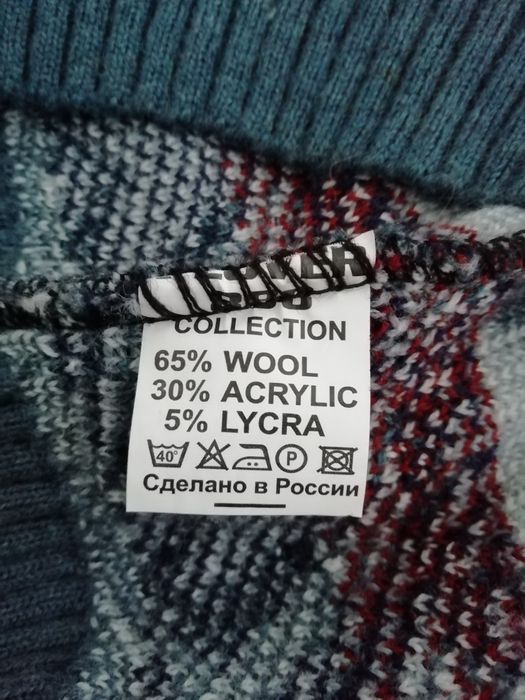 COLLECTION
65% WOOL
30% ACRYLIC
5% LYCRA
40° P
Сделано в России